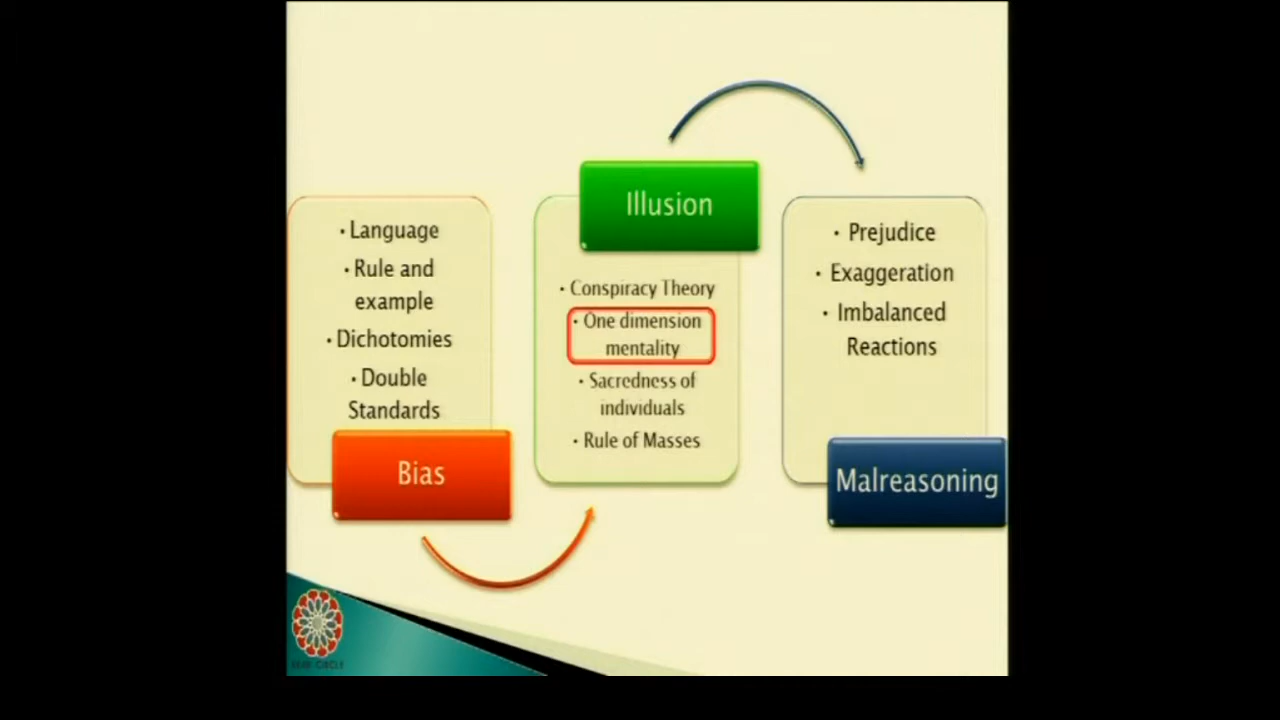 • Language
• Rule and
example
• Dichotomies
• Double
Standards
Bias
Illusion
• Conspiracy Theory
• One dimension
mentality
• Sacredness of
individuals
• Rule of Masses
• Prejudice
• Exaggeration
• Imbalanced
Reactions
Malreasoning
CIRCLE